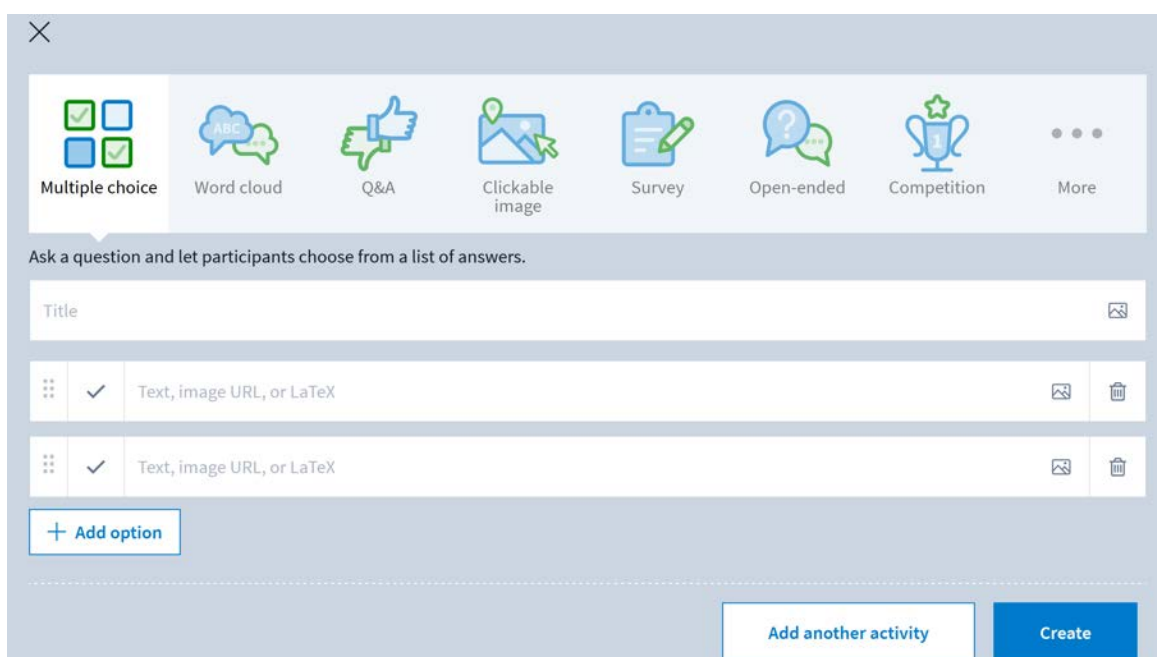 ABC
1
Multiple choice
Word cloud
Q&A
Clickable
image
Survey
Open-ended
Competition
More
Ask a question and let participants choose from a list of answers.
Title
Text, image URL, or LaTeX
Text, image URL, or LaTeX
+ Add option
Add another activity
Create